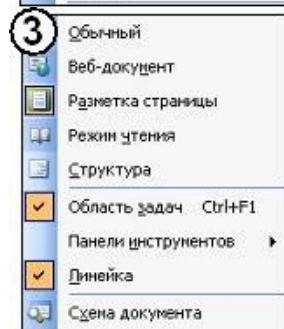 3
Обычный
Веб-документ
Разметка страницы
Режим чтения
Структура
Область задач Ctrl+F1
Панели инструментов
Линейка
Схема документа